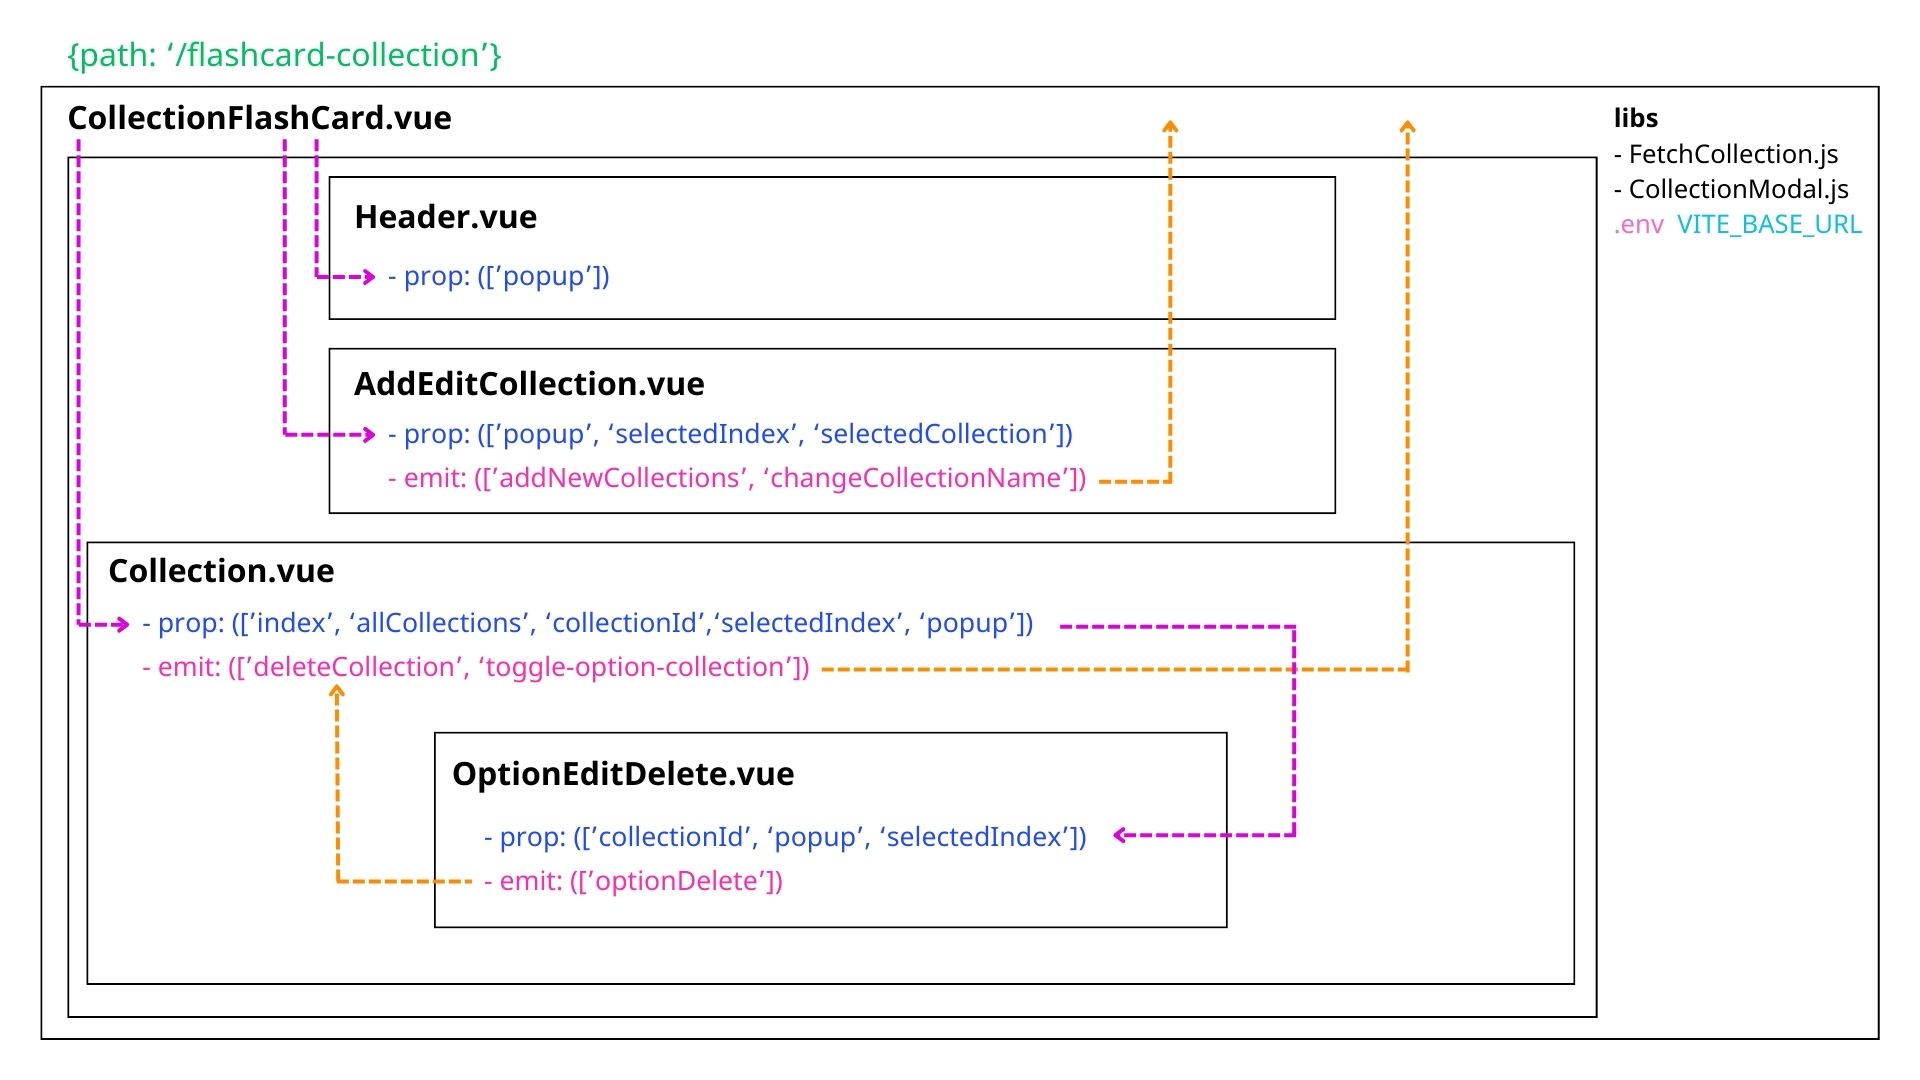 {path: ‘/flashcard-collection’}
CollectionFlashCard.vue
libs
- FetchCollection.js
- CollectionModal.js
.env VITE_BASE_URL
Header.vue
- prop: ([’popup’])
AddEditCollection.vue
- prop: ([’popup’, ‘selectedIndex’, ‘selectedCollection’])
- emit: ([’addNewCollections’, ‘changeCollectionName’])
Collection.vue
- prop: ([’index’, ‘allCollections’, ‘collectionId’,‘selectedIndex’, ‘popup’])
- emit: ([’deleteCollection’, ‘toggle-option-collection’])
OptionEditDelete.vue
- prop: ([’collectionId’, ‘popup’, ‘selectedIndex’])
- emit: ([’optionDelete’])